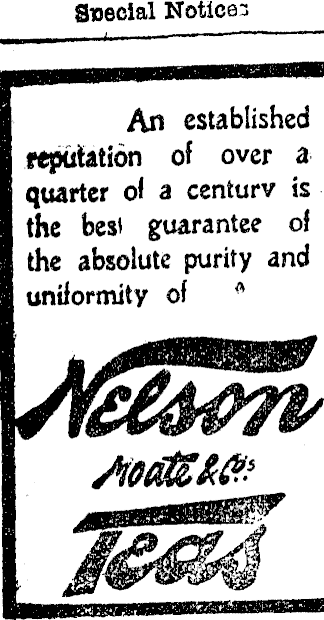 Special Notices
An established
reputation of over a
quarter of a century is
the best guarantee of
the absolute purity and
uniformity of
Nelson
Moate & Co's
Teas